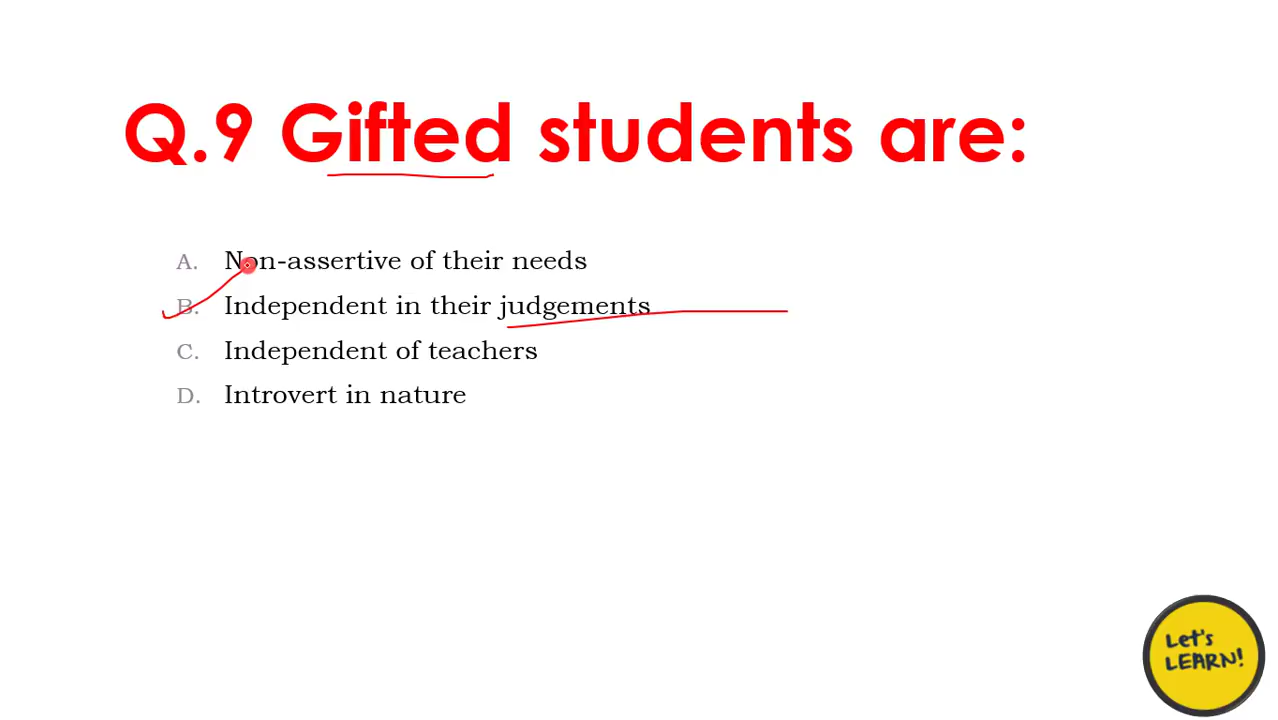 Q.9 Gifted students are:
A. Non-assertive of their needs
B. Independent in their judgements
C. Independent of teachers
D. Introvert in nature
Let's
LEARN!